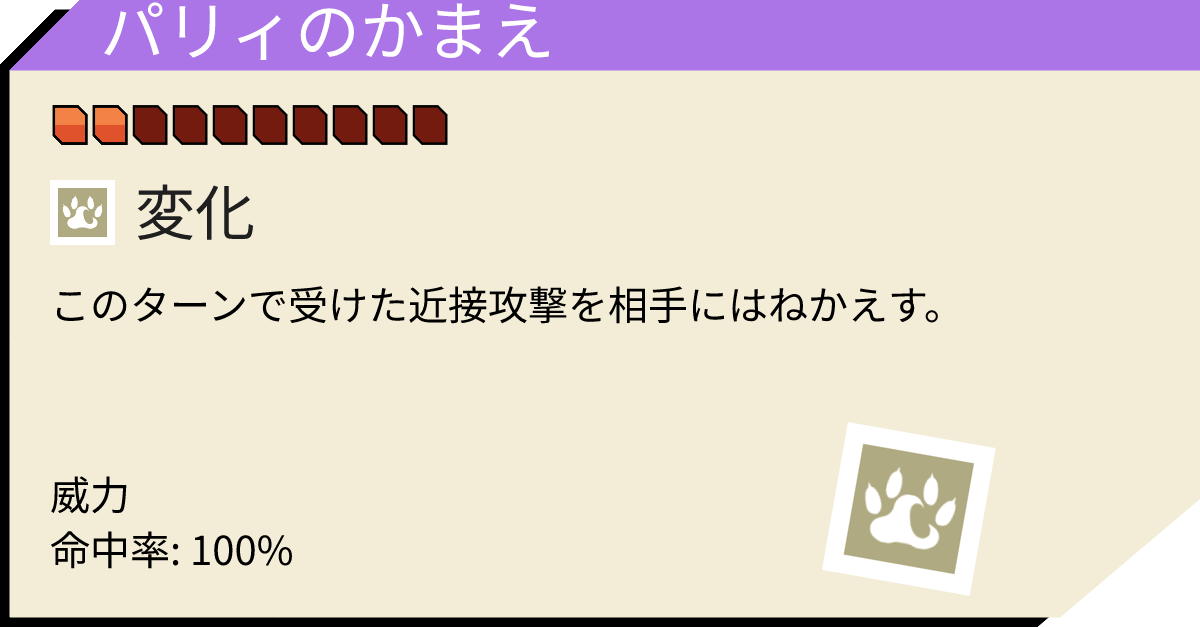 パリィのかまえ
変化
このターンで受けた近接攻撃を相手にはねかえす。
威力
命中率: 100%